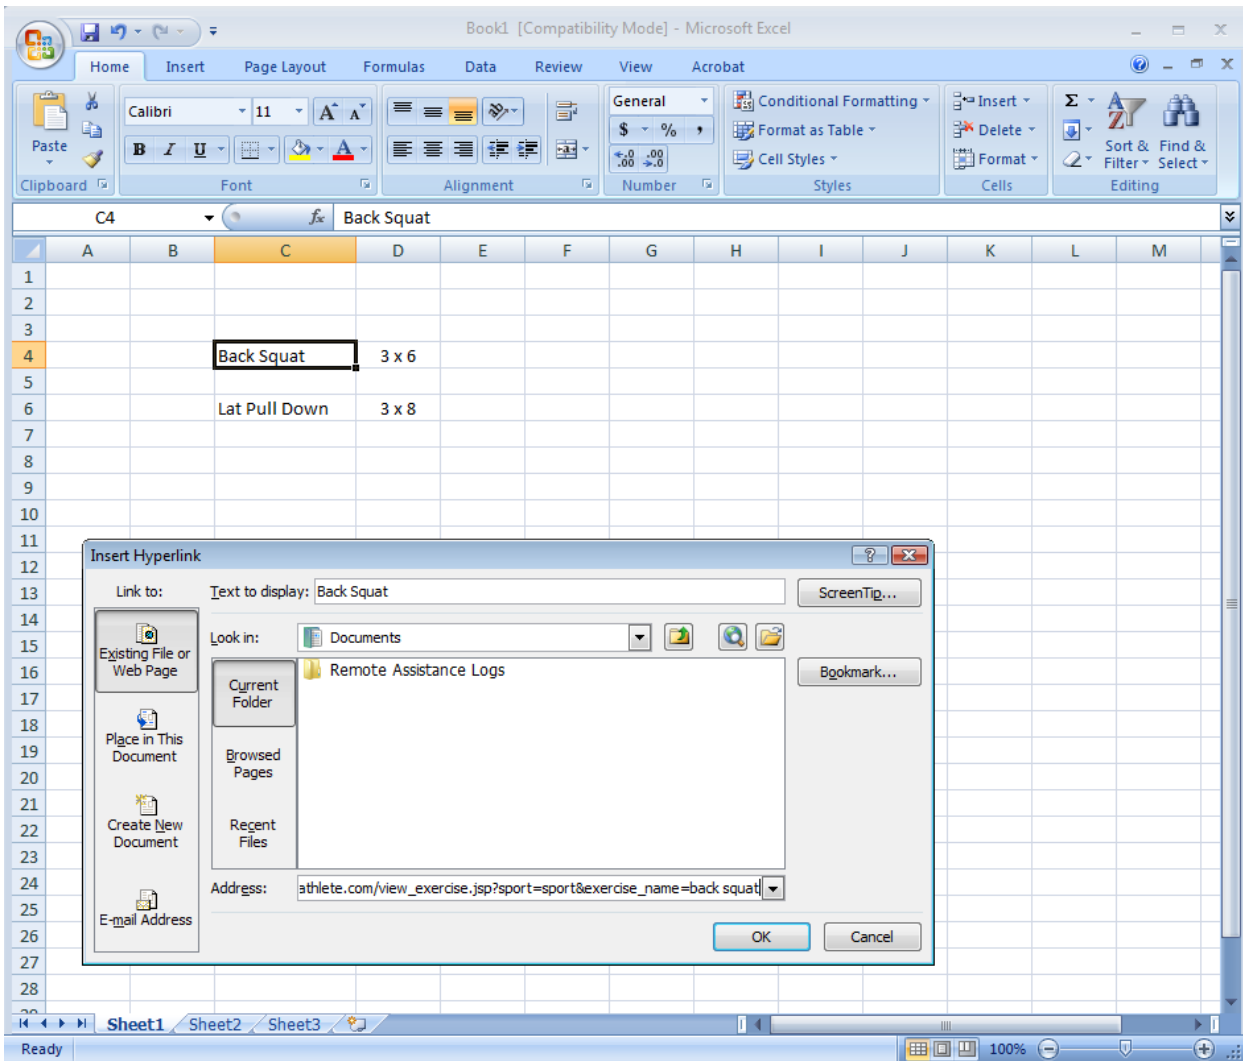 Book1 [Compatibility Mode] - Microsoft Excel
Home Insert Page Layout Formulas Data Review View Acrobat
Calibri 11 A A General Conditional Formatting Insert Σ
Paste B I U A $ % , Format as Table Delete Sort & Filter Find & Select
.0 .00 .00 .0 Cell Styles Format
Clipboard Font Alignment Number Styles Cells Editing
C4 fx Back Squat
A B C D E F G H I J K L M
1
2
3
4 Back Squat 3 x 6
5
6 Lat Pull Down 3 x 8
7
8
9
10
11
12
13
14
15
16
17
18
19
20
21
22
23
24
25
26
27
28
Insert Hyperlink ?
Link to: Text to display: Back Squat ScreenTip...
Existing File or Web Page
Look in: Documents
Current Folder Remote Assistance Logs Bookmark...
Place in This Document
Browsed Pages
Create New Document
Recent Files
E-mail Address
Address: athlete.com/view_exercise.jsp?sport=sport&exercise_name=back squat
OK Cancel
Sheet1 Sheet2 Sheet3
Ready 100%